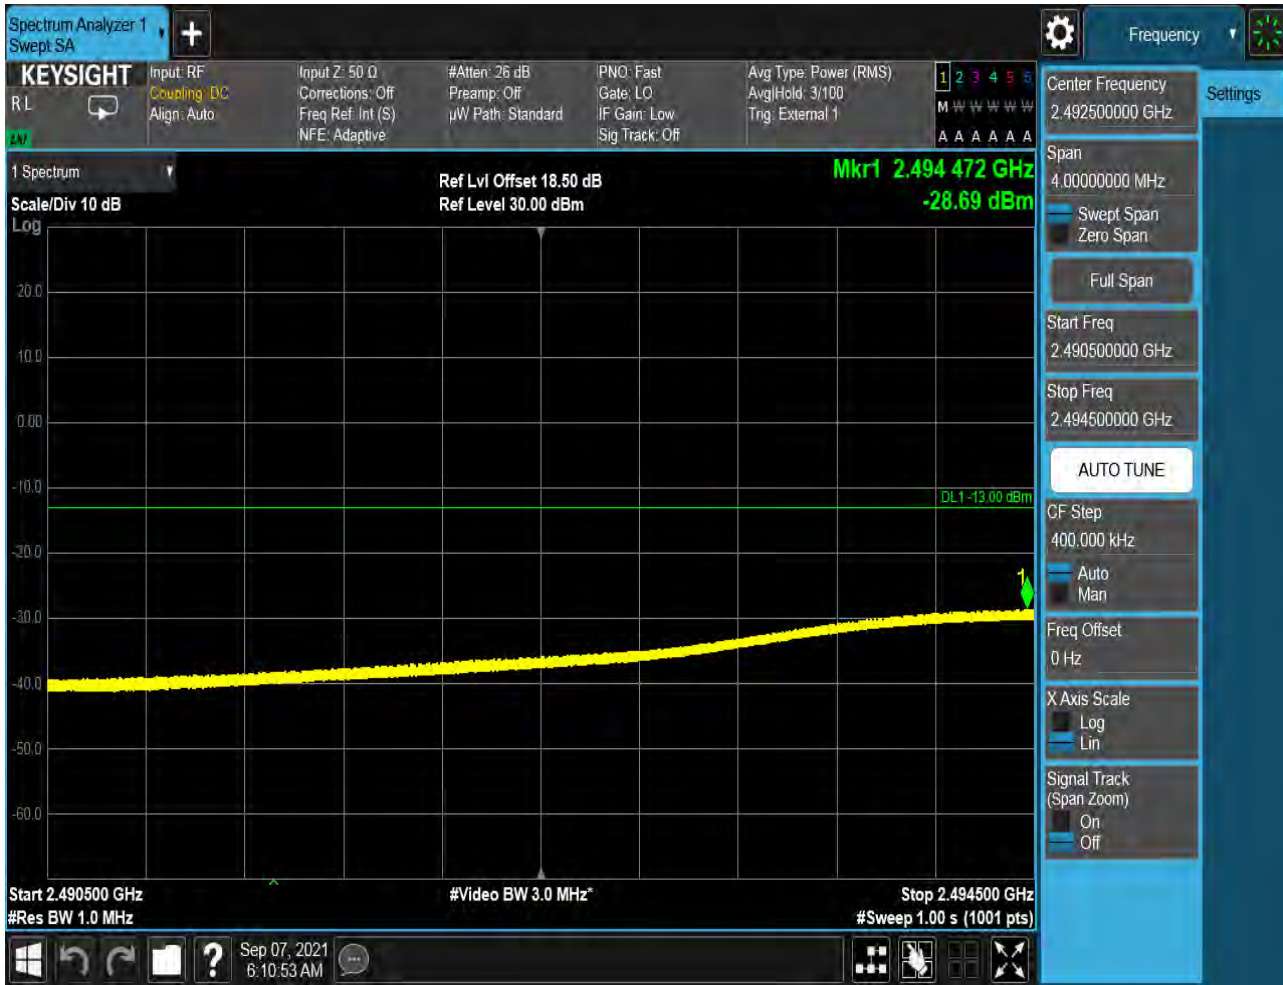 Spectrum Analyzer 1
Swept SA
Frequency
KEYSIGHT
R L
LXI
Input: RF
Coupling: DC
Align: Auto
Input Z: 50 Ω
Corrections: Off
Freq Ref: Int (S)
NFE: Adaptive
#Atten: 26 dB
Preamp: Off
µW Path: Standard
PNO: Fast
Gate: LO
IF Gain: Low
Sig Track: Off
Avg Type: Power (RMS)
Avg|Hold: 3/100
Trig: External 1
1 2 3 4 5 6
M W W W W W
A A A A A A
1 Spectrum
Scale/Div 10 dB
Log
Ref Lvl Offset 18.50 dB
Ref Level 30.00 dBm
Mkr1 2.494 472 GHz
-28.69 dBm
20.0
10.0
0.00
-10.0
DL1 -13.00 dBm
-20.0
1
-30.0
-40.0
-50.0
-60.0
Start 2.490500 GHz
#Res BW 1.0 MHz
#Video BW 3.0 MHz*
Stop 2.494500 GHz
#Sweep 1.00 s (1001 pts)
Sep 07, 2021
6:10:53 AM
Center Frequency
2.492500000 GHz
Settings
Span
4.00000000 MHz
Swept Span
Zero Span
Full Span
Start Freq
2.490500000 GHz
Stop Freq
2.494500000 GHz
AUTO TUNE
CF Step
400.000 kHz
Auto
Man
Freq Offset
0 Hz
X Axis Scale
Log
Lin
Signal Track
(Span Zoom)
On
Off